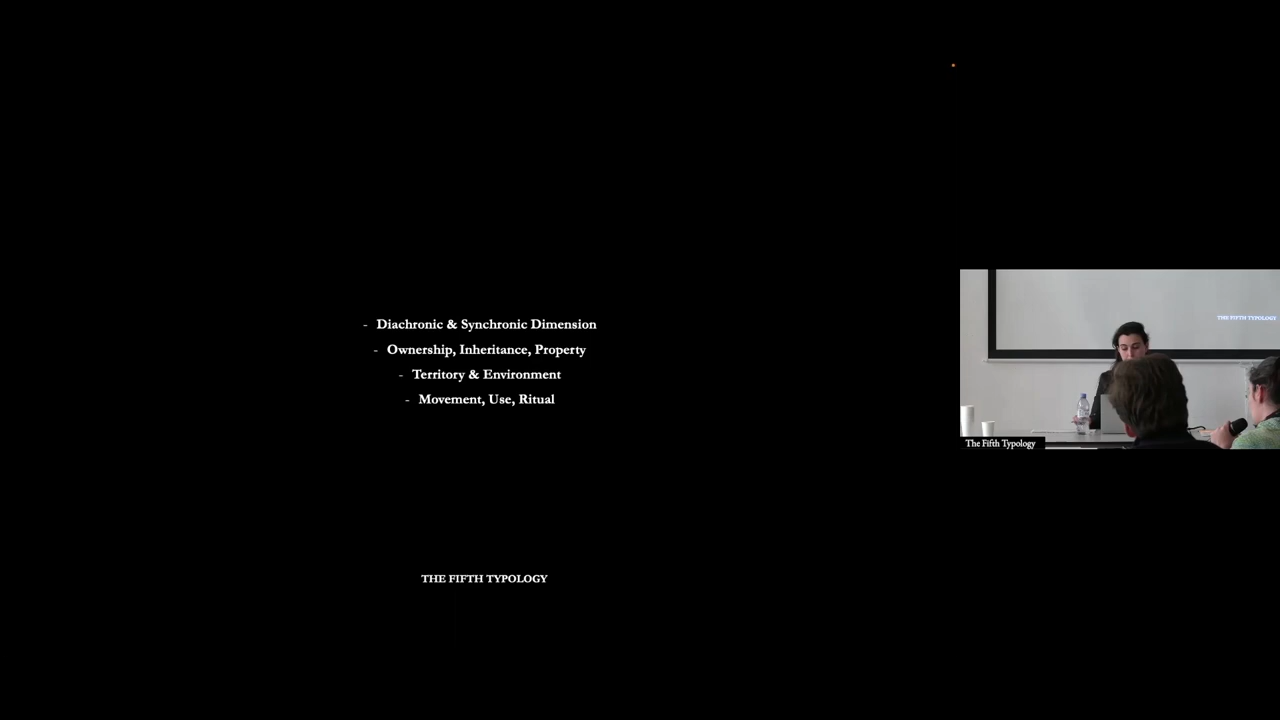 - Diachronic & Synchronic Dimension
- Ownership, Inheritance, Property
- Territory & Environment
- Movement, Use, Ritual
THE FIFTH TYPOLOGY
THE FIFTH TYPOLOGY
The Fifth Typology